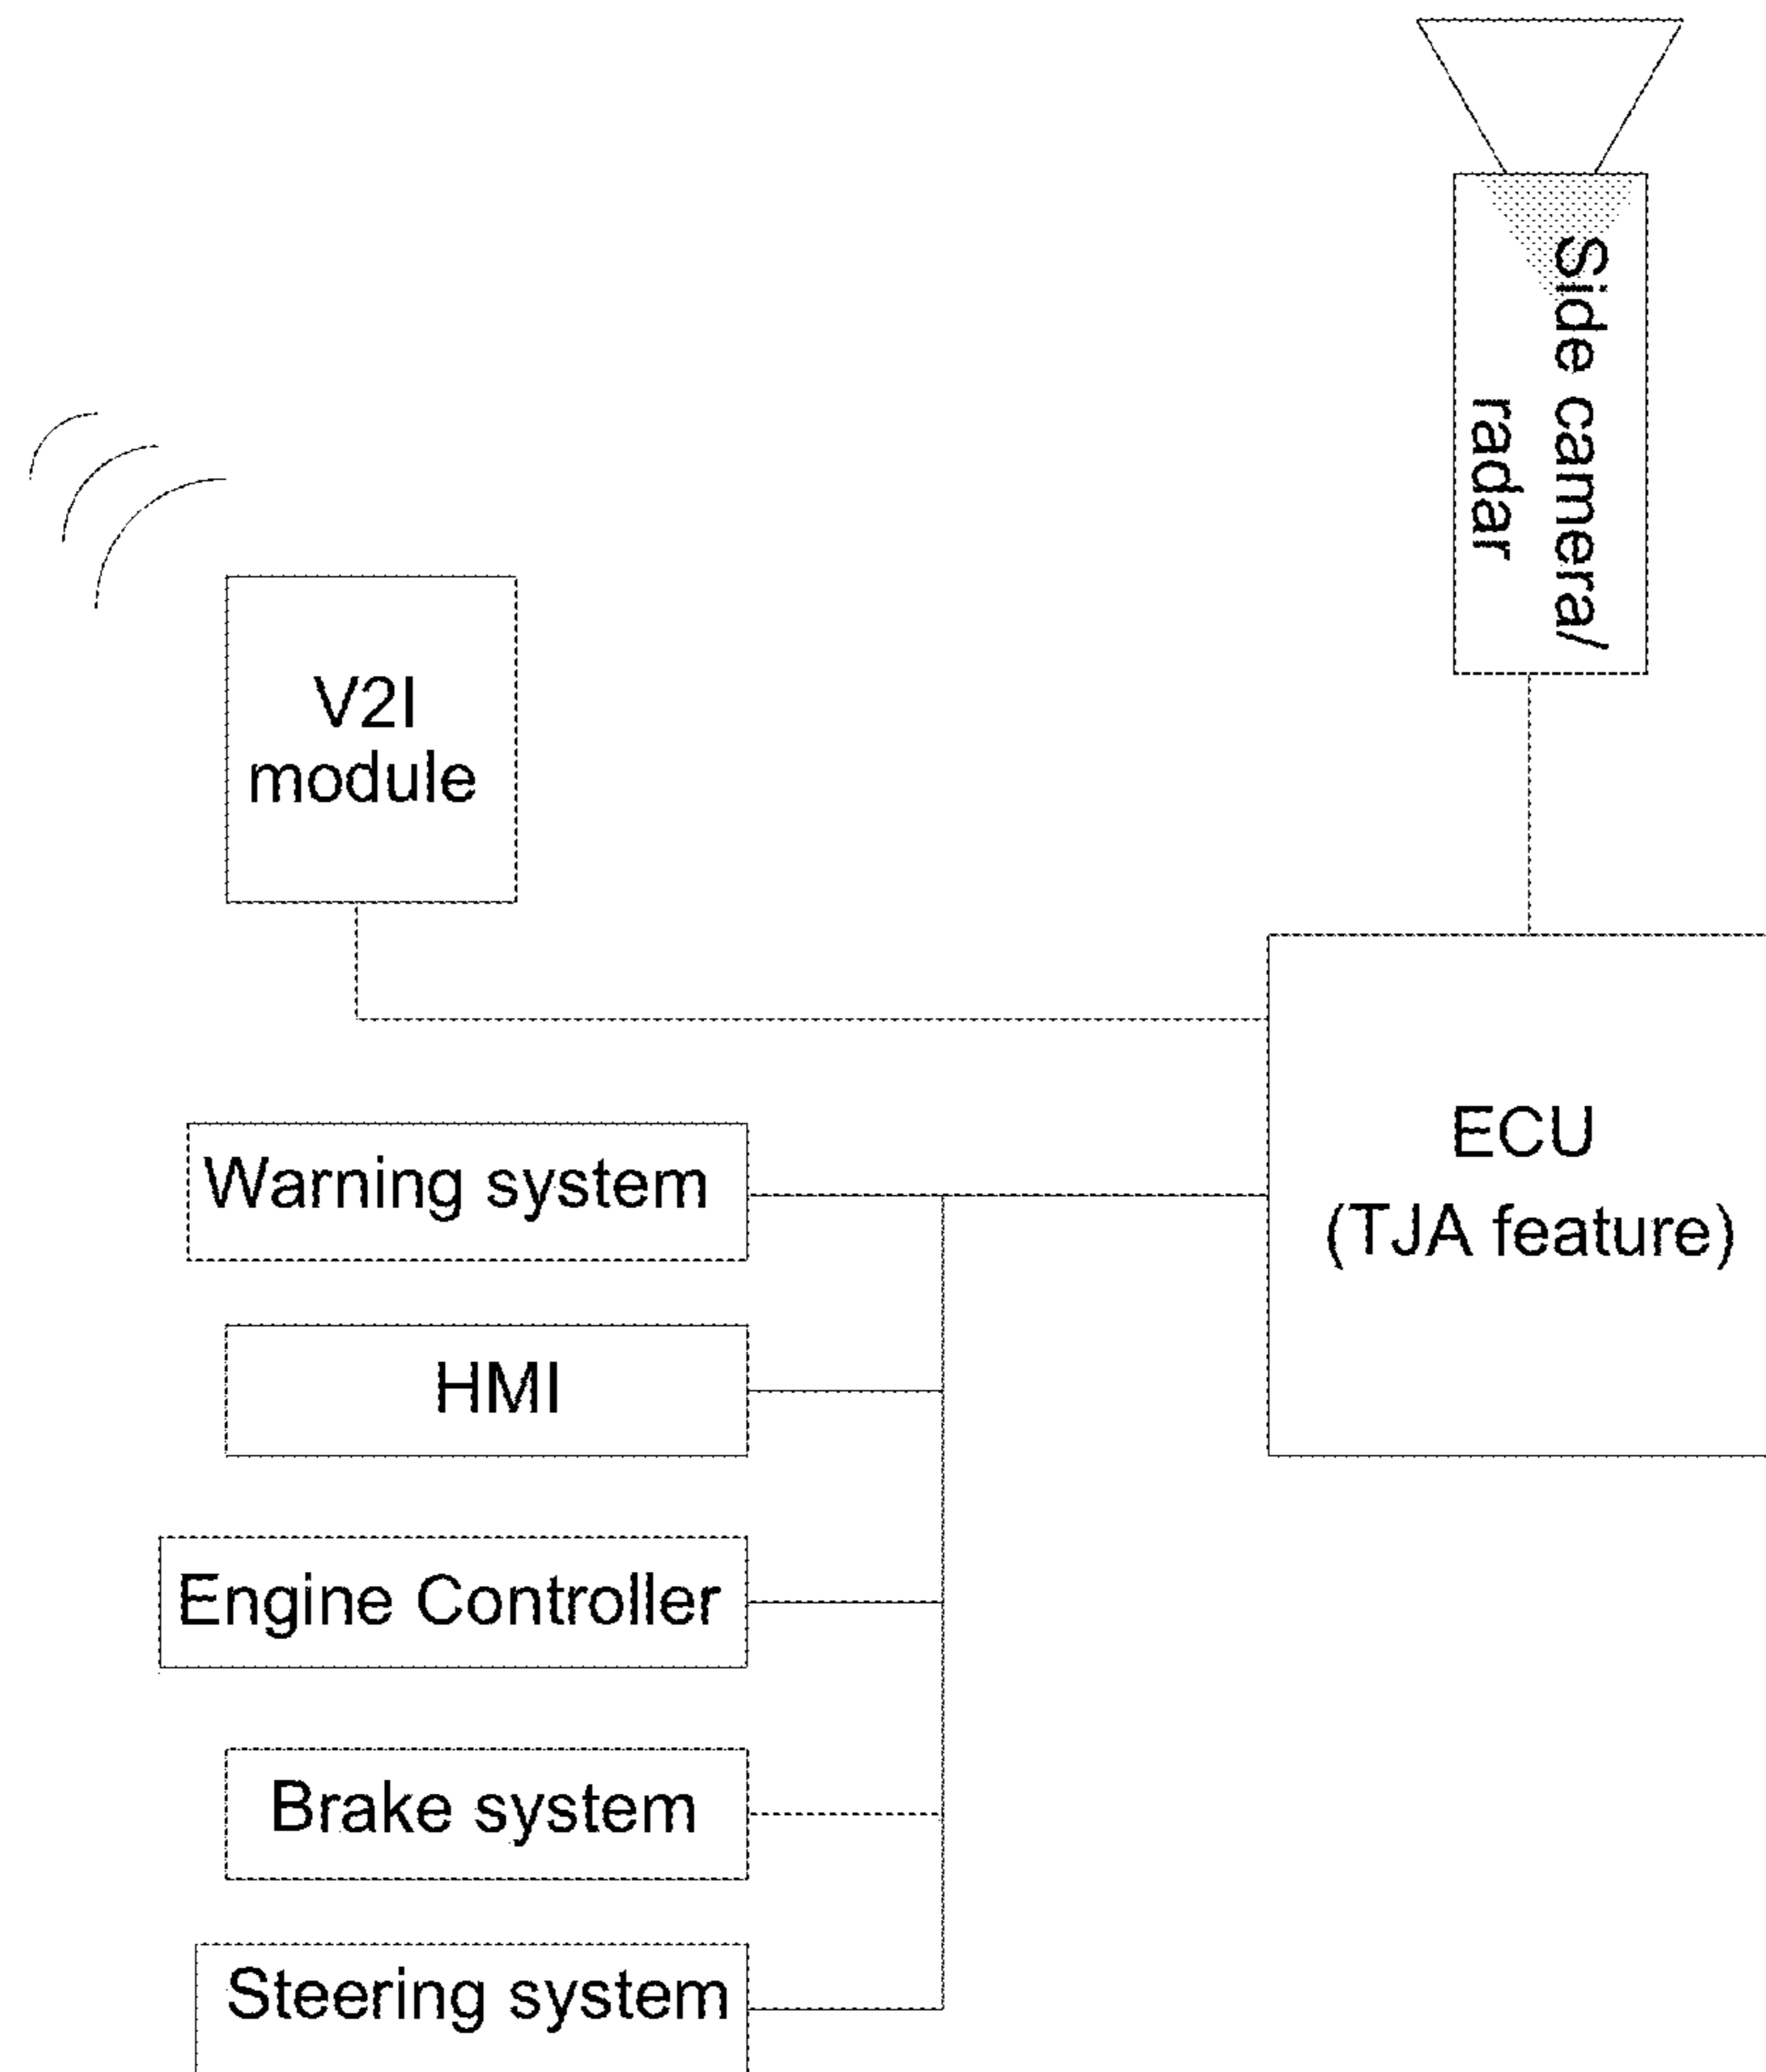 Side camera/
radar
V2I
module
ECU
(TJA feature)
Warning system
HMI
Engine Controller
Brake system
Steering system